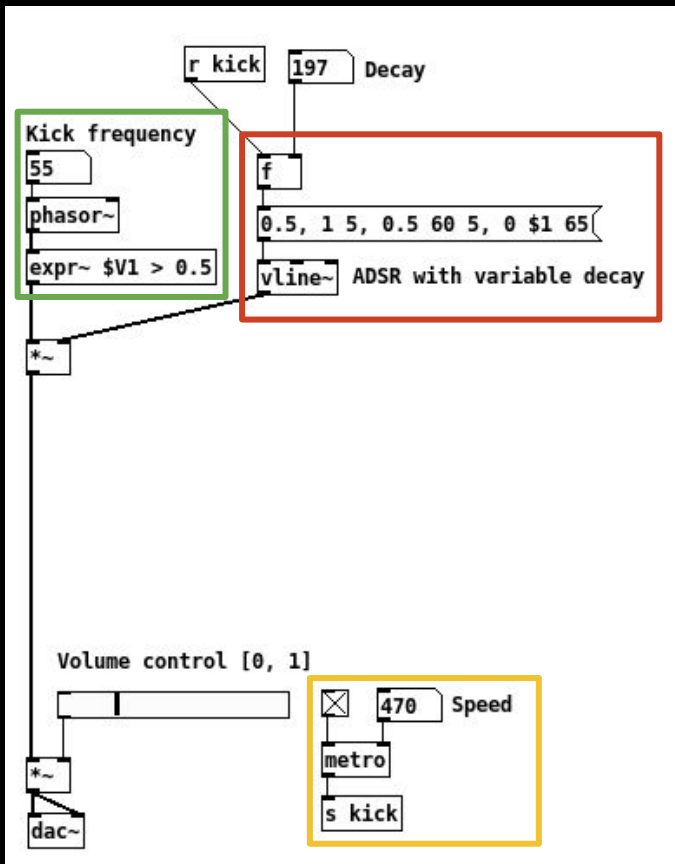 r kick
197 Decay
Kick frequency
55
f
phasor~
0.5, 1 5, 0.5 60 5, 0 $1 65
expr~ $V1 > 0.5
vline~ ADSR with variable decay
*~
Volume control [0, 1]
470 Speed
metro
*~
s kick
dac~